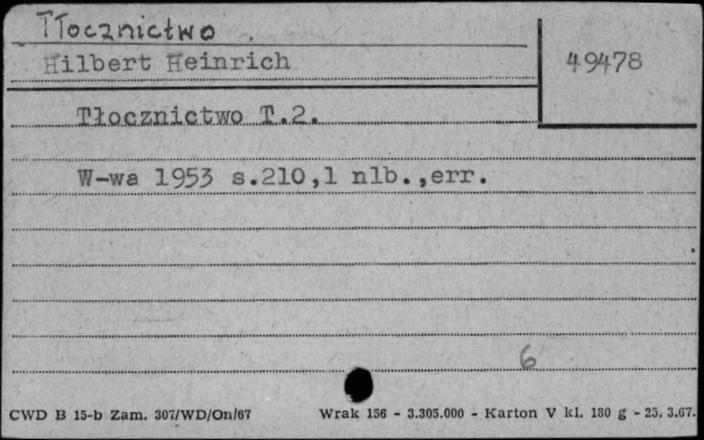 Tłocznictwo
Hilbert Heinrich
49478
Tłocznictwo T.2.
W-wa 1953 s.210,1 nlb.,err.
6
CWD B 15-b Zam. 307/WD/On/67 Wrak 156 - 3.305.000 - Karton V kl. 180 g - 25. 3.67.